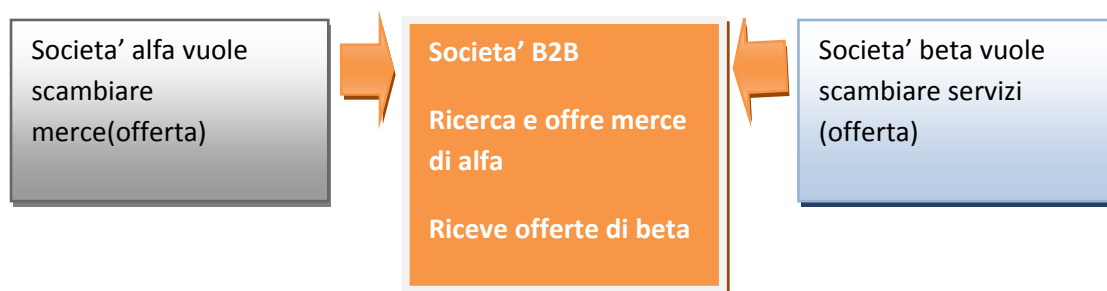 Societa’ alfa vuole
scambiare
merce(offerta)
Societa’ B2B
Ricerca e offre merce
di alfa
Riceve offerte di beta
Societa’ beta vuole
scambiare servizi
(offerta)